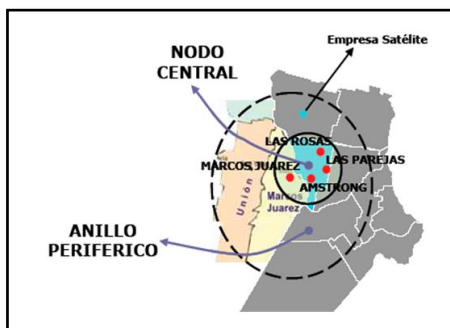 Empresa Satélite
NODO
CENTRAL
LAS ROSAS
MARCOS JUAREZ
LAS PAREJAS
AMSTRONG
Unión
Marcos
Juarez
ANILLO
PERIFERICO